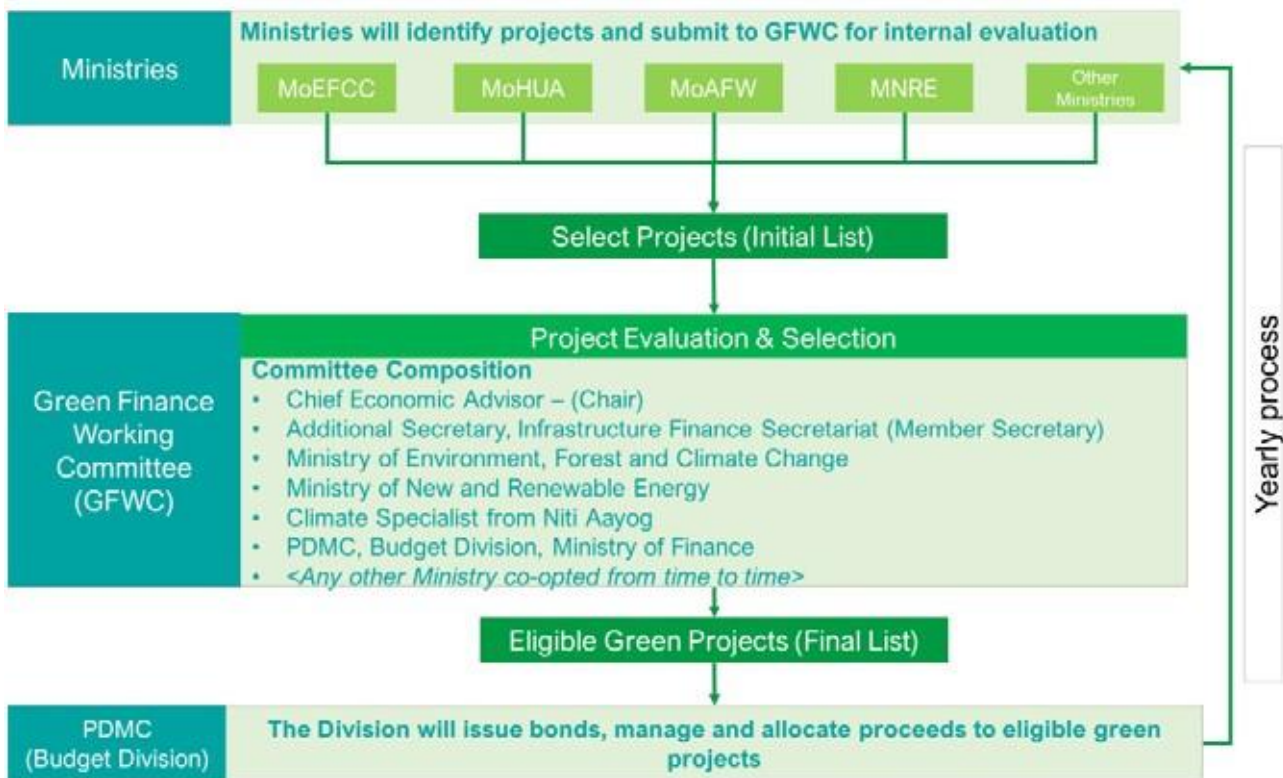 Ministries
Ministries will identify projects and submit to GFWC for internal evaluation
MoEFCC
MoHUA
MoAFW
MNRE
Other
Ministries
Select Projects (Initial List)
Green Finance
Working
Committee
(GFWC)
Project Evaluation & Selection
Committee Composition
• Chief Economic Advisor – (Chair)
• Additional Secretary, Infrastructure Finance Secretariat (Member Secretary)
• Ministry of Environment, Forest and Climate Change
• Ministry of New and Renewable Energy
• Climate Specialist from Niti Aayog
• PDMC, Budget Division, Ministry of Finance
• <Any other Ministry co-opted from time to time>
Eligible Green Projects (Final List)
PDMC
(Budget Division)
The Division will issue bonds, manage and allocate proceeds to eligible green
projects
Yearly process